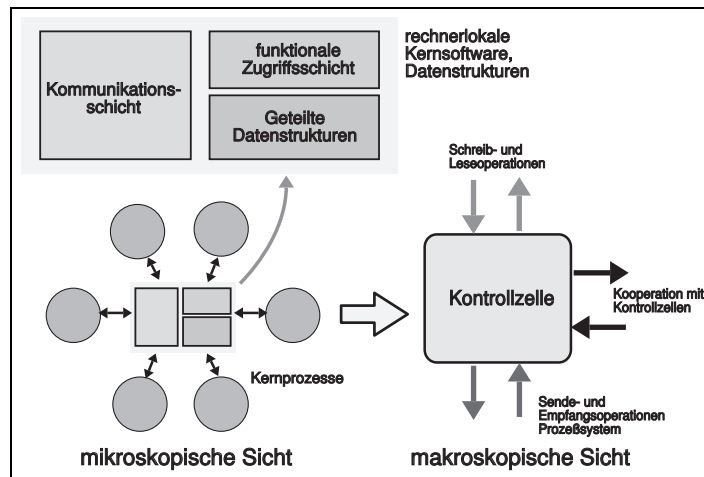 rechnerlokale
Kernsoftware,
Datenstrukturen
Kommunikations-
schicht
funktionale
Zugriffsschicht
Geteilte
Datenstrukturen
Schreib- und
Leseoperationen
Kontrollzelle
Kooperation mit
Kontrollzellen
Kernprozesse
Sende- und
Empfangsoperationen
Prozeßsystem
mikroskopische Sicht
makroskopische Sicht